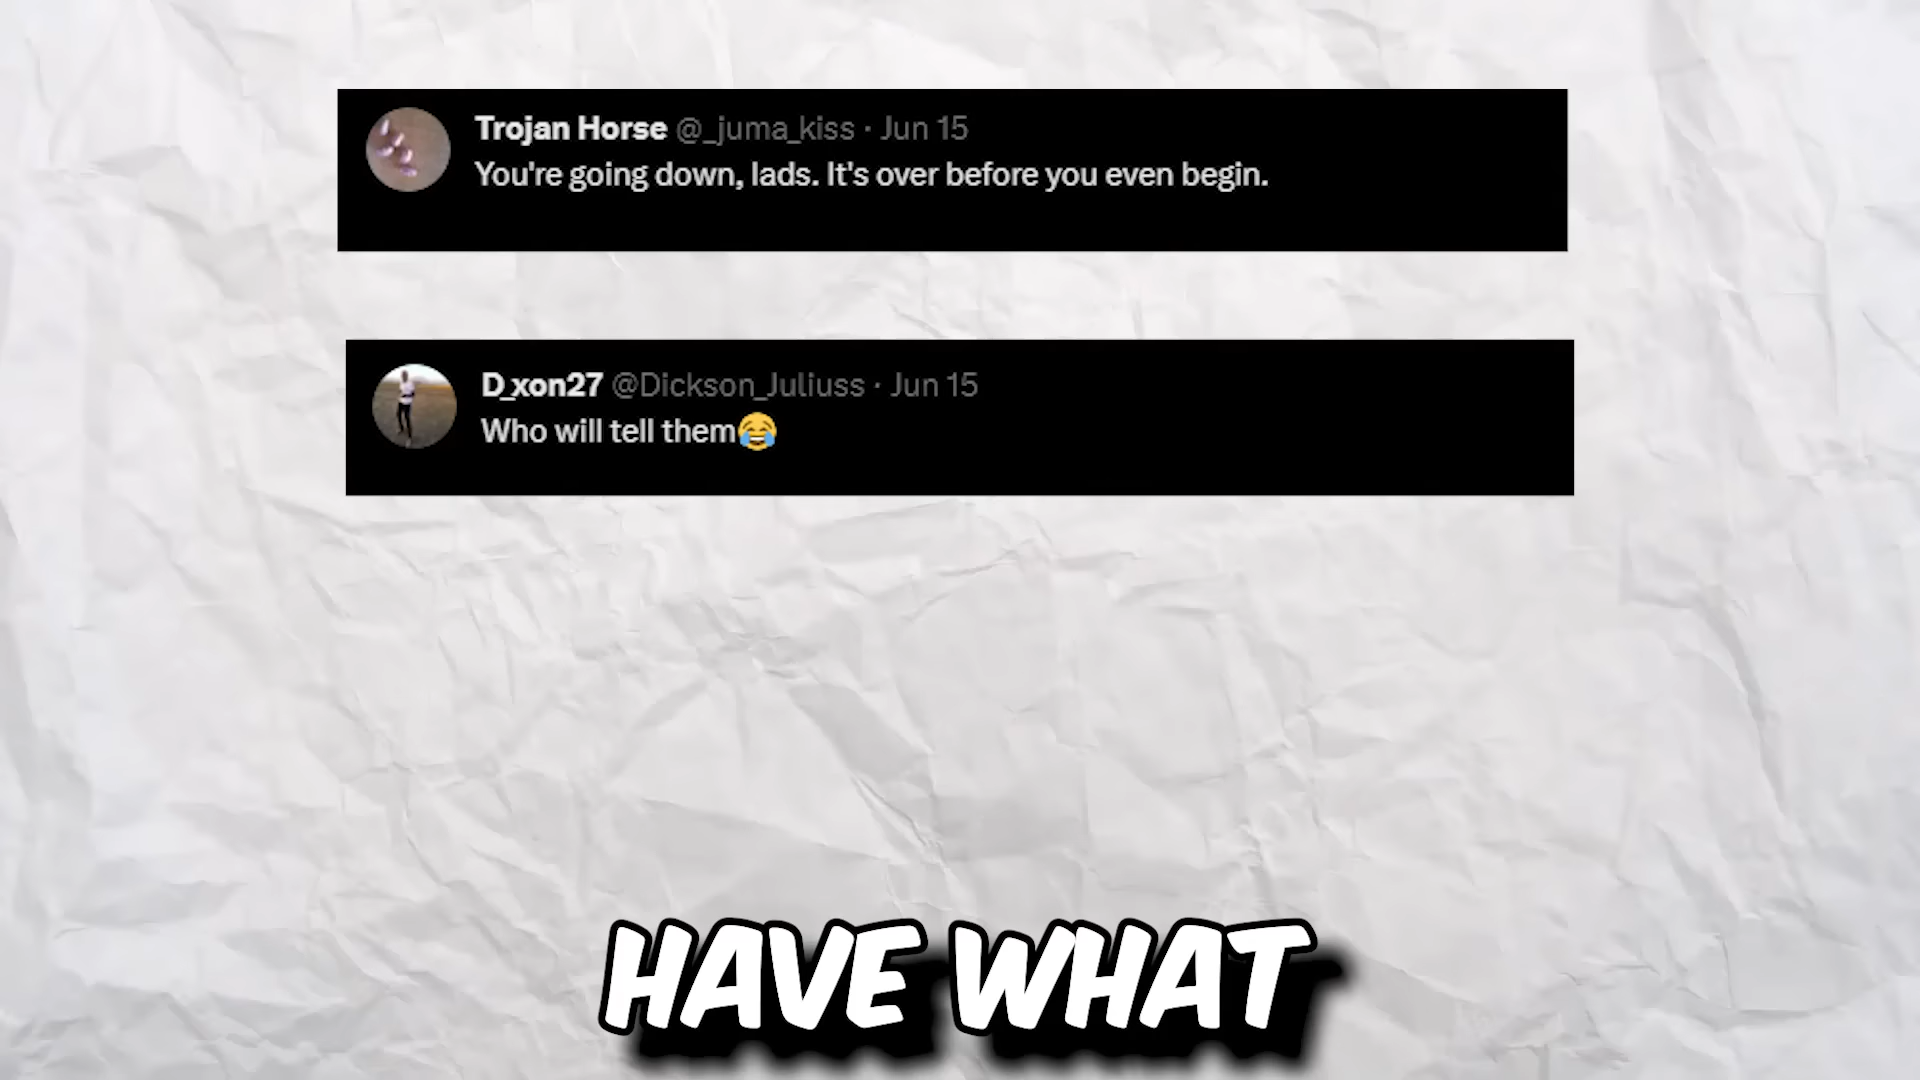 Trojan Horse @_juma_kiss · Jun 15
You're going down, lads. It's over before you even begin.
D_xon27 @Dickson_Juliuss · Jun 15
Who will tell them😂
HAVE WHAT